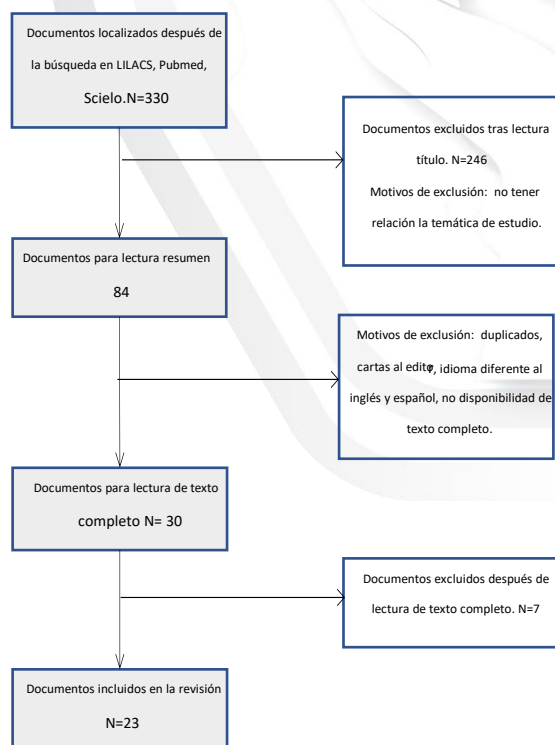 Documentos localizados después de
la búsqueda en LILACS, Pubmed,
Scielo.N=330
Documentos excluidos tras lectura
título. N=246
Motivos de exclusión: no tener
relación la temática de estudio.
Documentos para lectura resumen
84
Motivos de exclusión: duplicados,
cartas al editor, idioma diferente al
inglés y español, no disponibilidad de
texto completo.
Documentos para lectura de texto
completo N= 30
Documentos excluidos después de
lectura de texto completo. N=7
Documentos incluidos en la revisión
N=23